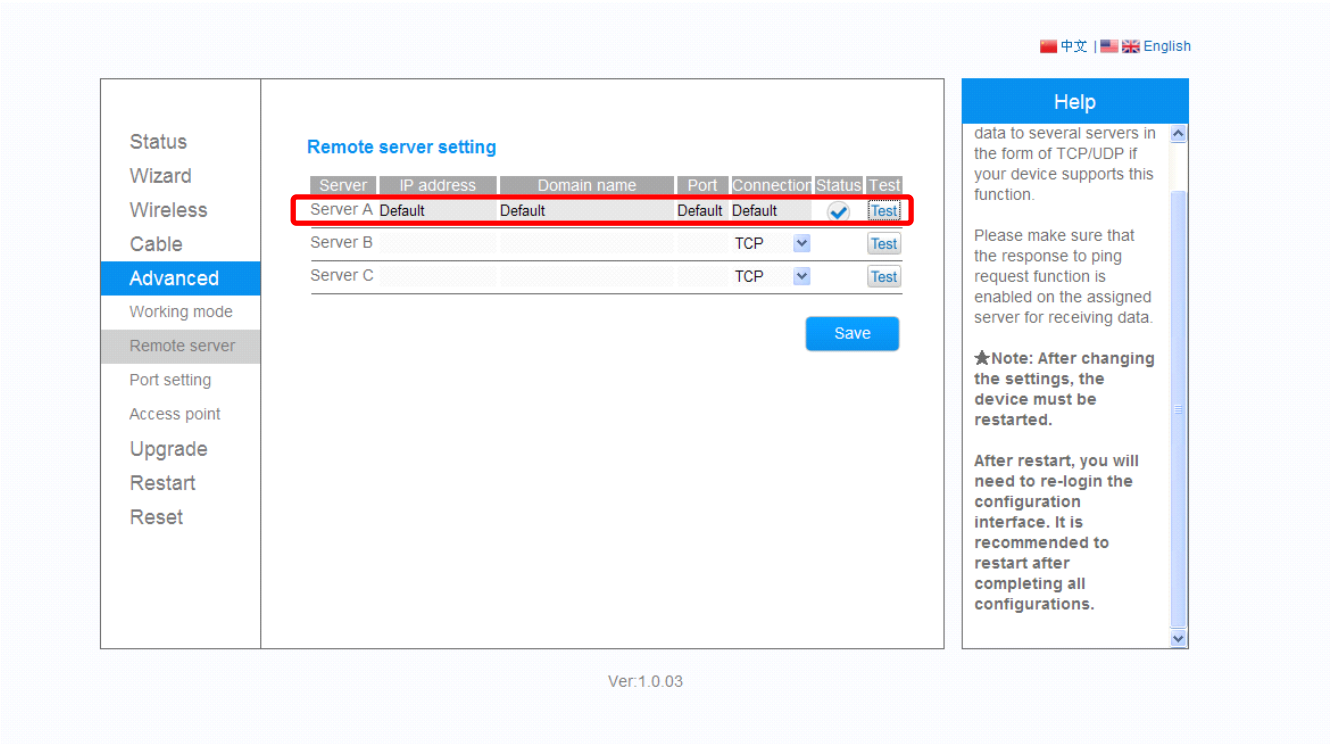 中文 | English
Status
Wizard
Wireless
Cable
Advanced
Working mode
Remote server
Port setting
Access point
Upgrade
Restart
Reset
Remote server setting
Server IP address Domain name Port Connection Status Test
Server A Default Default Default Default Test
Server B TCP Test
Server C TCP Test
Save
Help
data to several servers in
the form of TCP/UDP if
your device supports this
function.
Please make sure that
the response to ping
request function is
enabled on the assigned
server for receiving data.
★Note: After changing
the settings, the
device must be
restarted.
After restart, you will
need to re-login the
configuration
interface. It is
recommended to
restart after
completing all
configurations.
Ver:1.0.03